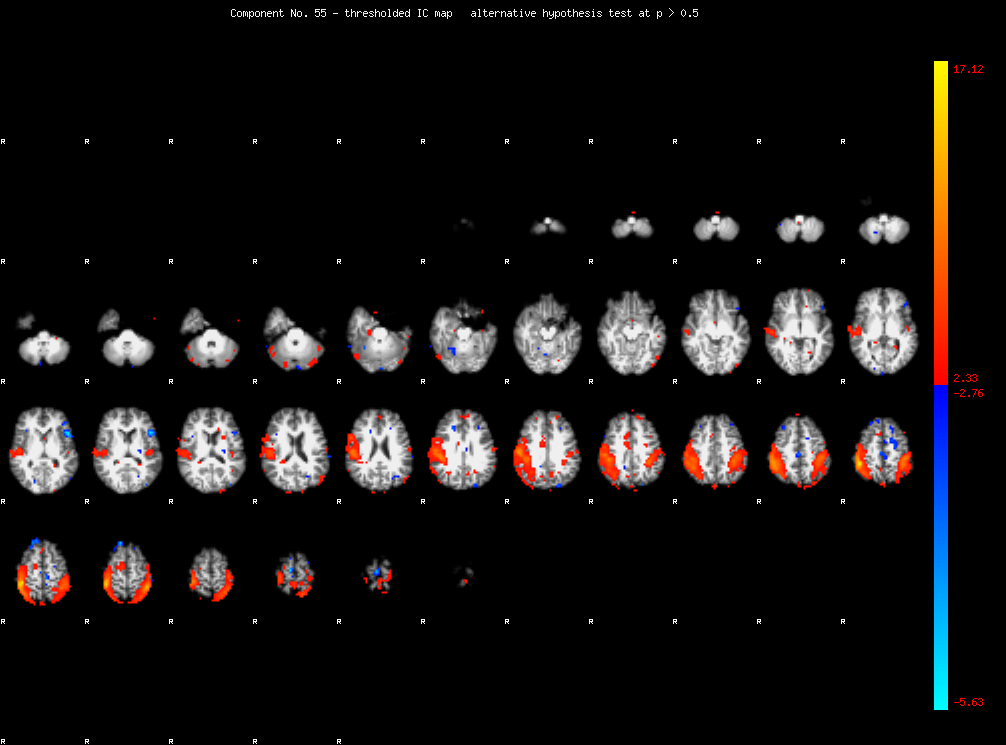 Component No. 55 - thresholded IC map   alternative hypothesis test at p > 0.5
17.12
R R R R R R R R R R R
R R R R R R R R R R R
2.33
R R R R R R R R R R R
-2.76
R R R R R R R R R R R
R R R R R R R R R R R
-5.63
R R R R R